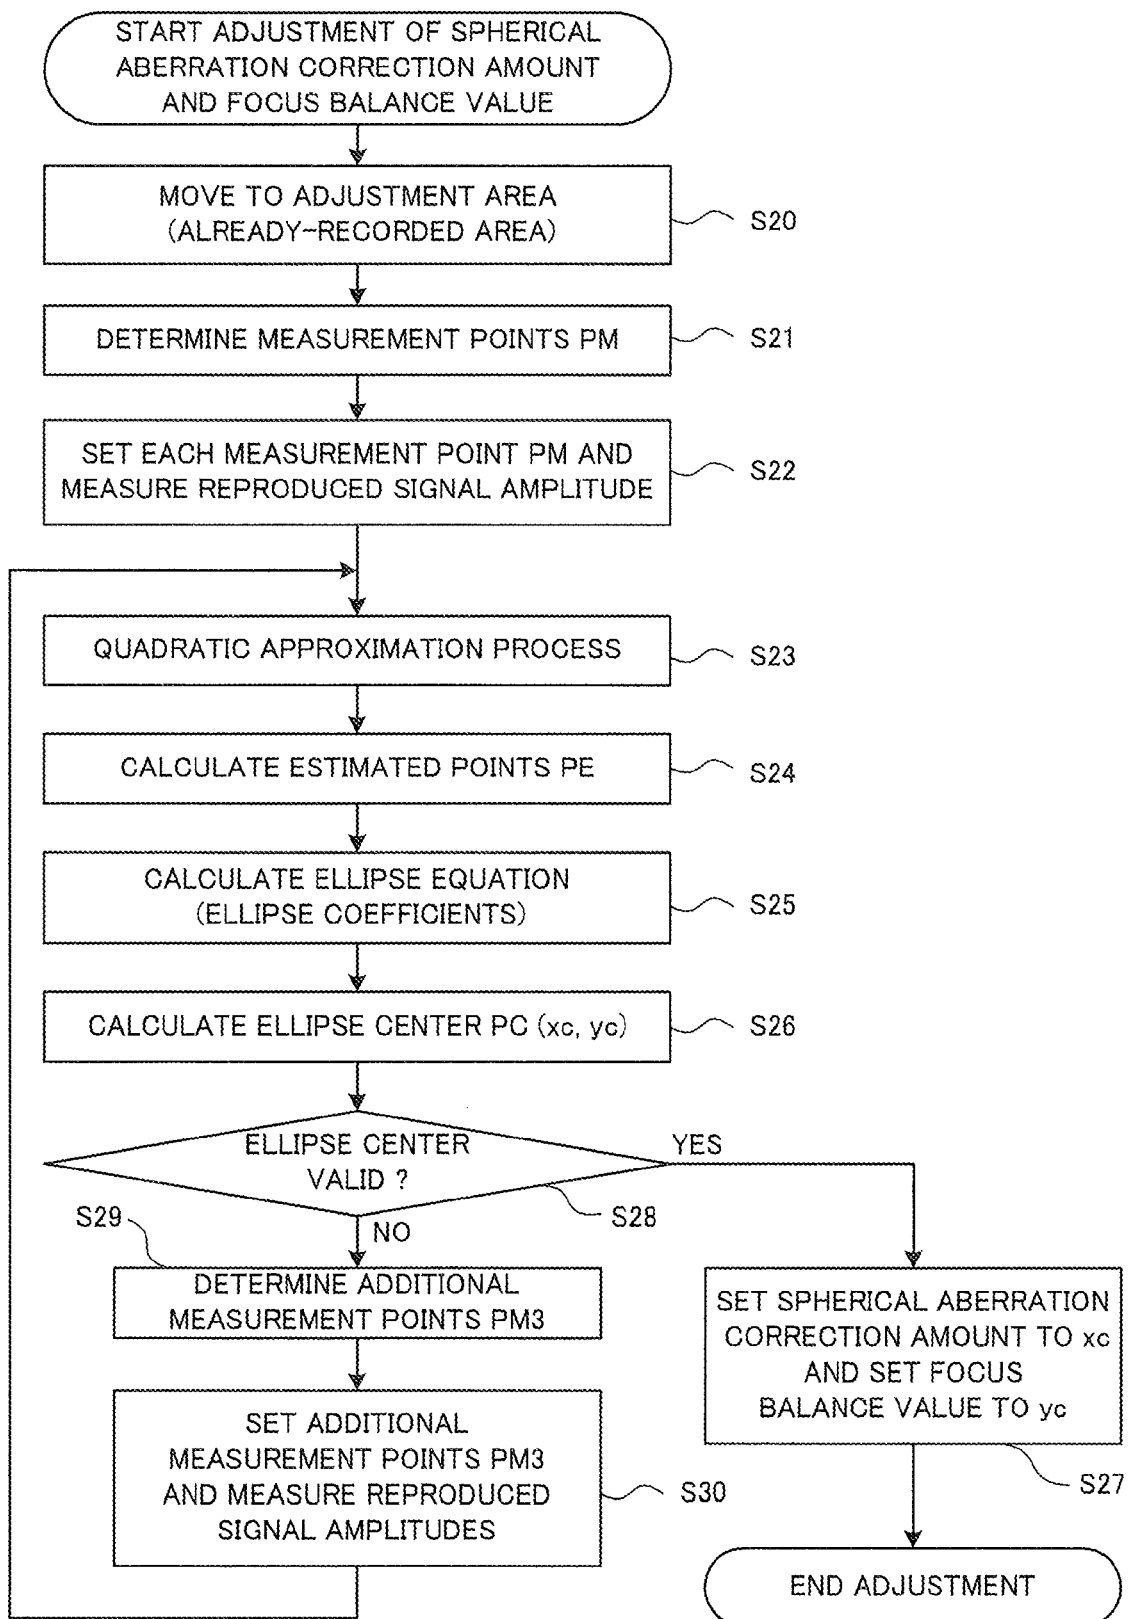 START ADJUSTMENT OF SPHERICAL
ABERRATION CORRECTION AMOUNT
AND FOCUS BALANCE VALUE
MOVE TO ADJUSTMENT AREA
(ALREADY-RECORDED AREA)
S20
DETERMINE MEASUREMENT POINTS PM
S21
SET EACH MEASUREMENT POINT PM AND
MEASURE REPRODUCED SIGNAL AMPLITUDE
S22
QUADRATIC APPROXIMATION PROCESS
S23
CALCULATE ESTIMATED POINTS PE
S24
CALCULATE ELLIPSE EQUATION
(ELLIPSE COEFFICIENTS)
S25
CALCULATE ELLIPSE CENTER PC (xc, yc)
S26
ELLIPSE CENTER
VALID ?
YES
S28
NO
S29
DETERMINE ADDITIONAL
MEASUREMENT POINTS PM3
SET ADDITIONAL
MEASUREMENT POINTS PM3
AND MEASURE REPRODUCED
SIGNAL AMPLITUDES
S30
SET SPHERICAL ABERRATION
CORRECTION AMOUNT TO xc
AND SET FOCUS
BALANCE VALUE TO yc
S27
END ADJUSTMENT